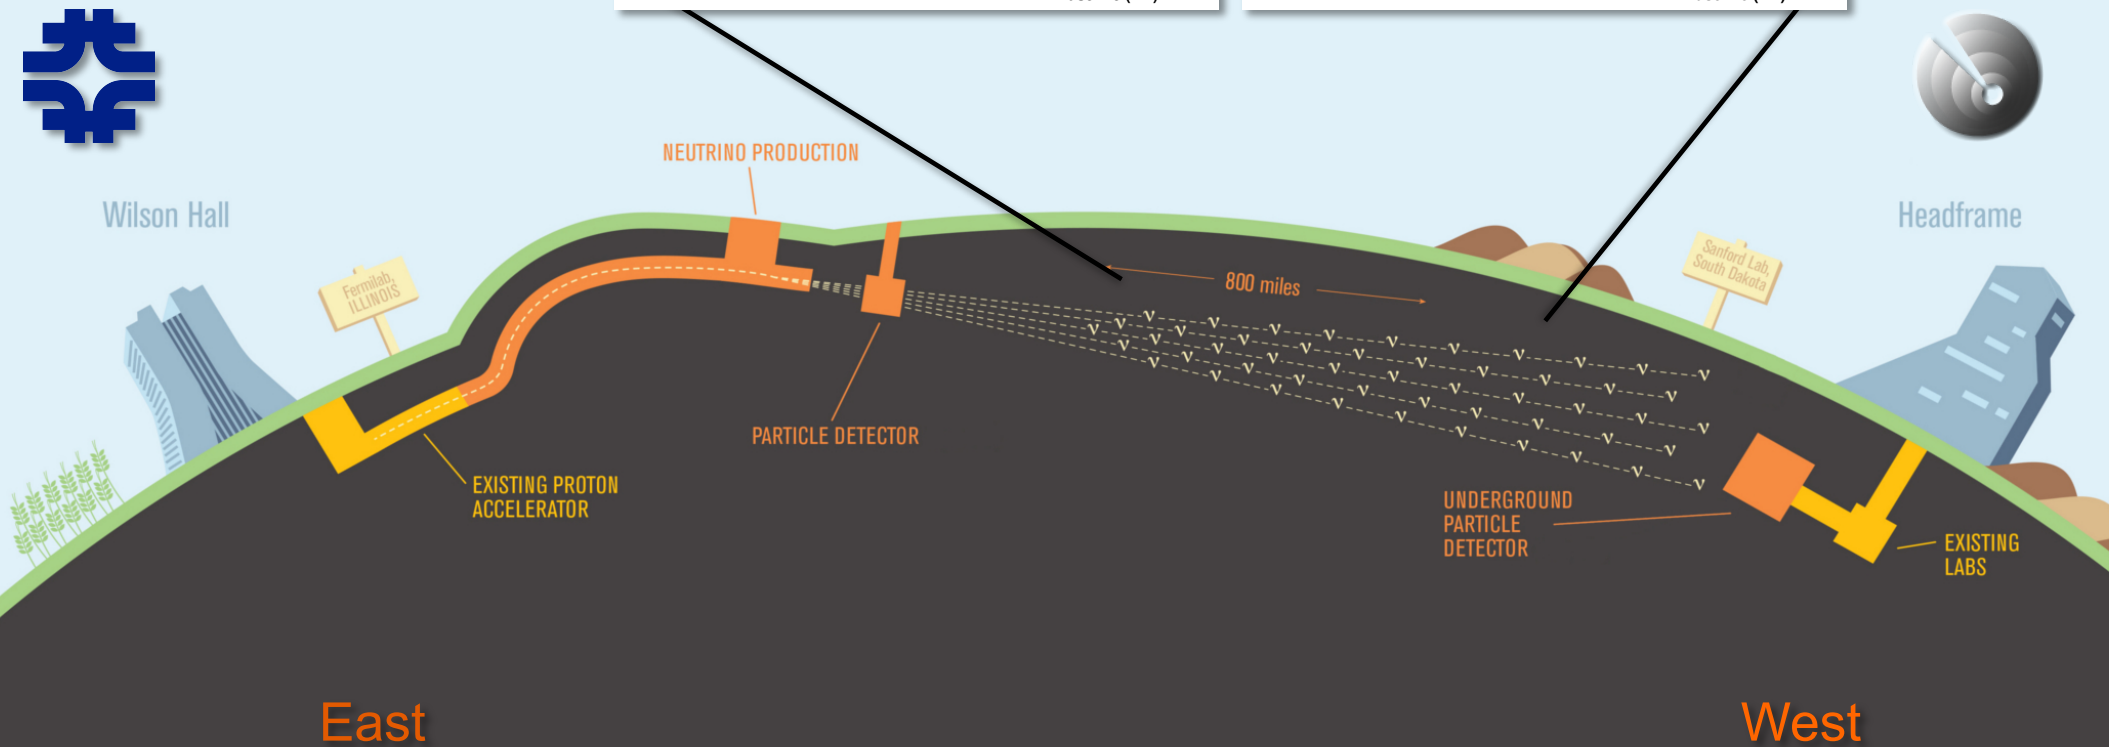 NEUTRINO PRODUCTION
Wilson Hall
Headframe
Fermilab,
ILLINOIS
Sanford Lab,
South Dakota
800 miles
ν ν ν ν ν ν ν ν ν ν
ν ν ν ν ν ν ν ν ν ν
ν ν ν ν ν ν ν ν ν ν
ν ν ν ν ν ν ν ν ν ν
ν ν ν ν ν ν ν ν ν ν
PARTICLE DETECTOR
EXISTING PROTON
ACCELERATOR
UNDERGROUND
PARTICLE
DETECTOR
EXISTING
LABS
East
West